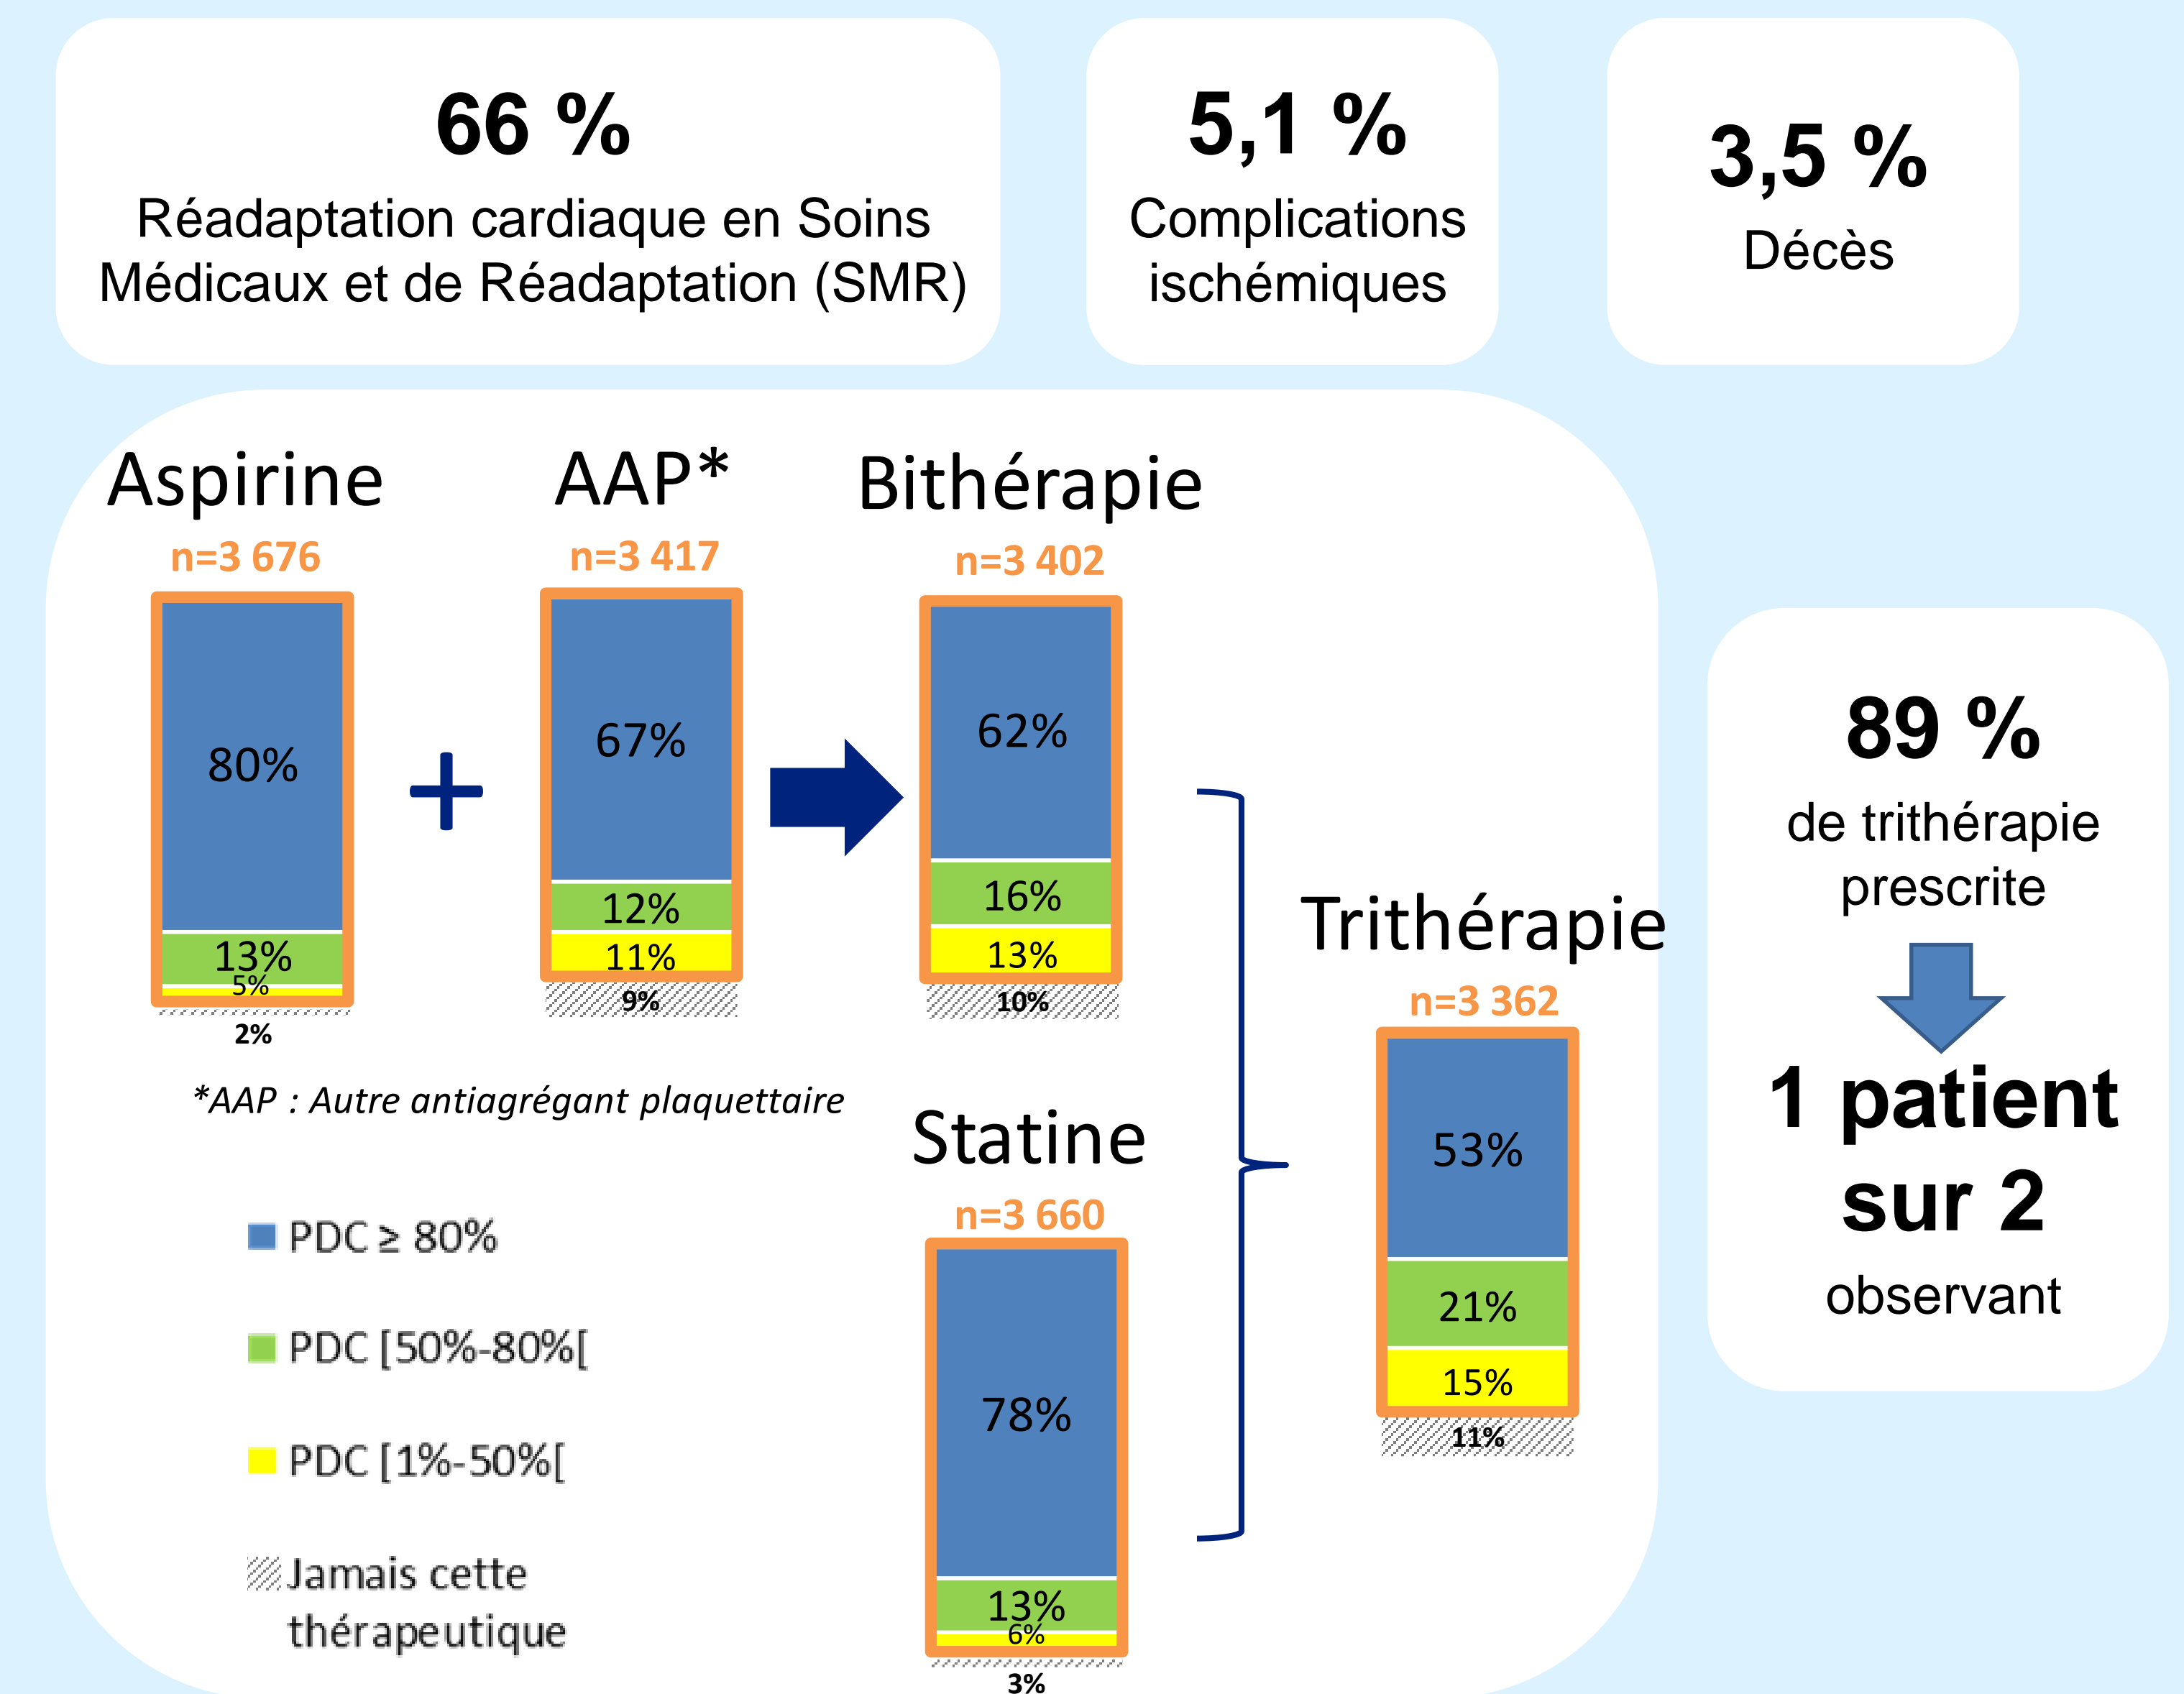 66 %
Réadaptation cardiaque en Soins
Médicaux et de Réadaptation (SMR)
5,1 %
Complications
ischémiques
3,5 %
Décès
Aspirine
n=3 676
80%
13%
5%
2%
+
AAP*
n=3 417
67%
12%
11%
9%
Bithérapie
n=3 402
62%
16%
13%
10%
*AAP : Autre antiagrégant plaquettaire
Statine
n=3 660
78%
13%
6%
3%
Trithérapie
n=3 362
53%
21%
15%
11%
PDC ≥ 80%
PDC [50%-80%[
PDC [1%-50%[
Jamais cette
thérapeutique
89 %
de trithérapie
prescrite
1 patient
sur 2
observant